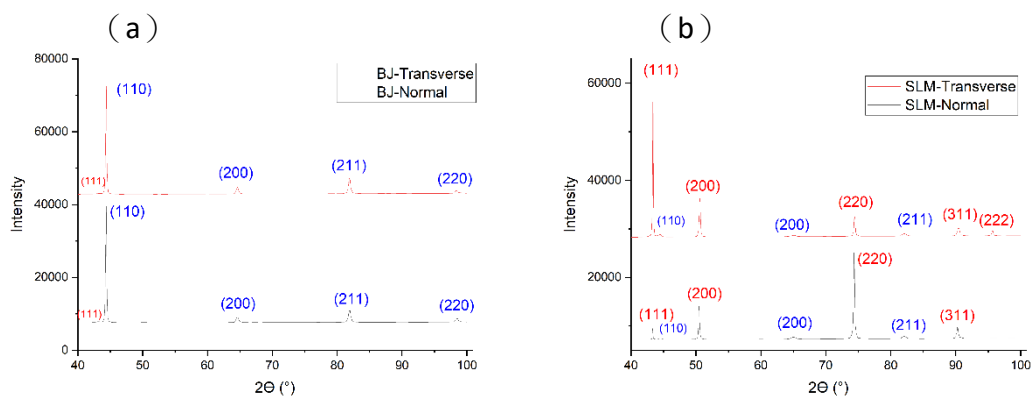 (a)
80000
60000
40000
20000
0
Intensity
BJ-Transverse
BJ-Normal
(110)
(111)
(200)
(211)
(220)
(110)
(111)
(200)
(211)
(220)
40 50 60 70 80 90 100
2Θ (°)
(b)
60000
40000
20000
Intensity
SLM-Transverse
SLM-Normal
(111)
(110)
(200)
(200)
(220)
(211)
(311)
(222)
(111)
(110)
(200)
(200)
(220)
(211)
(311)
40 50 60 70 80 90 100
2Θ (°)